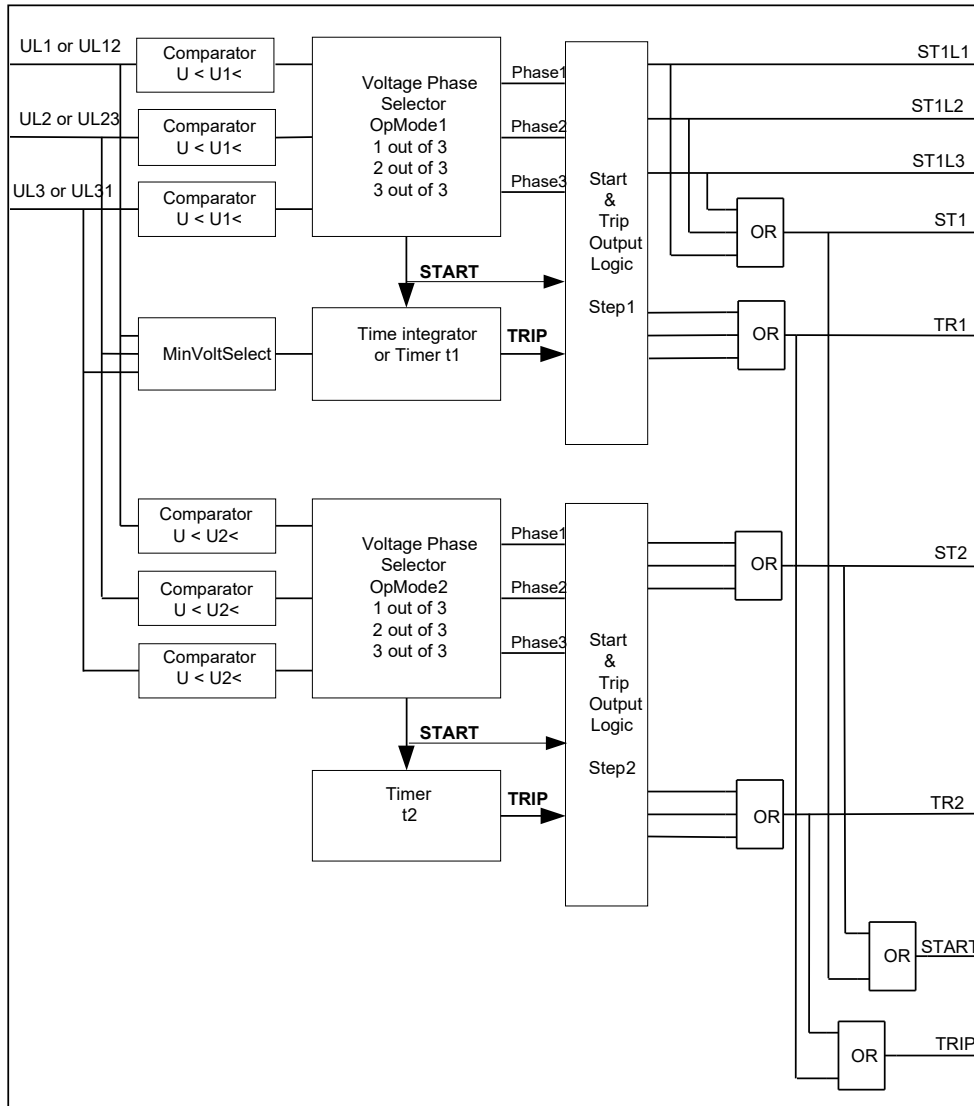 UL1 or UL12
Comparator
U < U1<
UL2 or UL23
Comparator
U < U1<
UL3 or UL31
Comparator
U < U1<
Voltage Phase
Selector
OpMode1
1 out of 3
2 out of 3
3 out of 3
Phase1
Phase2
Phase3
Start
&
Trip
Output
Logic
Step1
ST1L1
ST1L2
ST1L3
OR
ST1
START
MinVoltSelect
Time integrator
or Timer t1
TRIP
OR
TR1
Comparator
U < U2<
Comparator
U < U2<
Comparator
U < U2<
Voltage Phase
Selector
OpMode2
1 out of 3
2 out of 3
3 out of 3
Phase1
Phase2
Phase3
Start
&
Trip
Output
Logic
Step2
OR
ST2
START
Timer
t2
TRIP
OR
TR2
OR
START
OR
TRIP